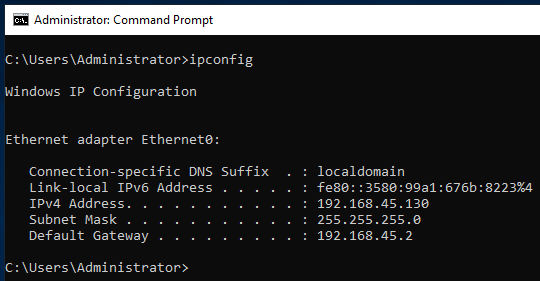 Administrator: Command Prompt
C:\Users\Administrator>ipconfig
Windows IP Configuration
Ethernet adapter Ethernet0:
   Connection-specific DNS Suffix  . : localdomain
   Link-local IPv6 Address . . . . . : fe80::3580:99a1:676b:8223%4
   IPv4 Address. . . . . . . . . . . : 192.168.45.130
   Subnet Mask . . . . . . . . . . . : 255.255.255.0
   Default Gateway . . . . . . . . . : 192.168.45.2
C:\Users\Administrator>